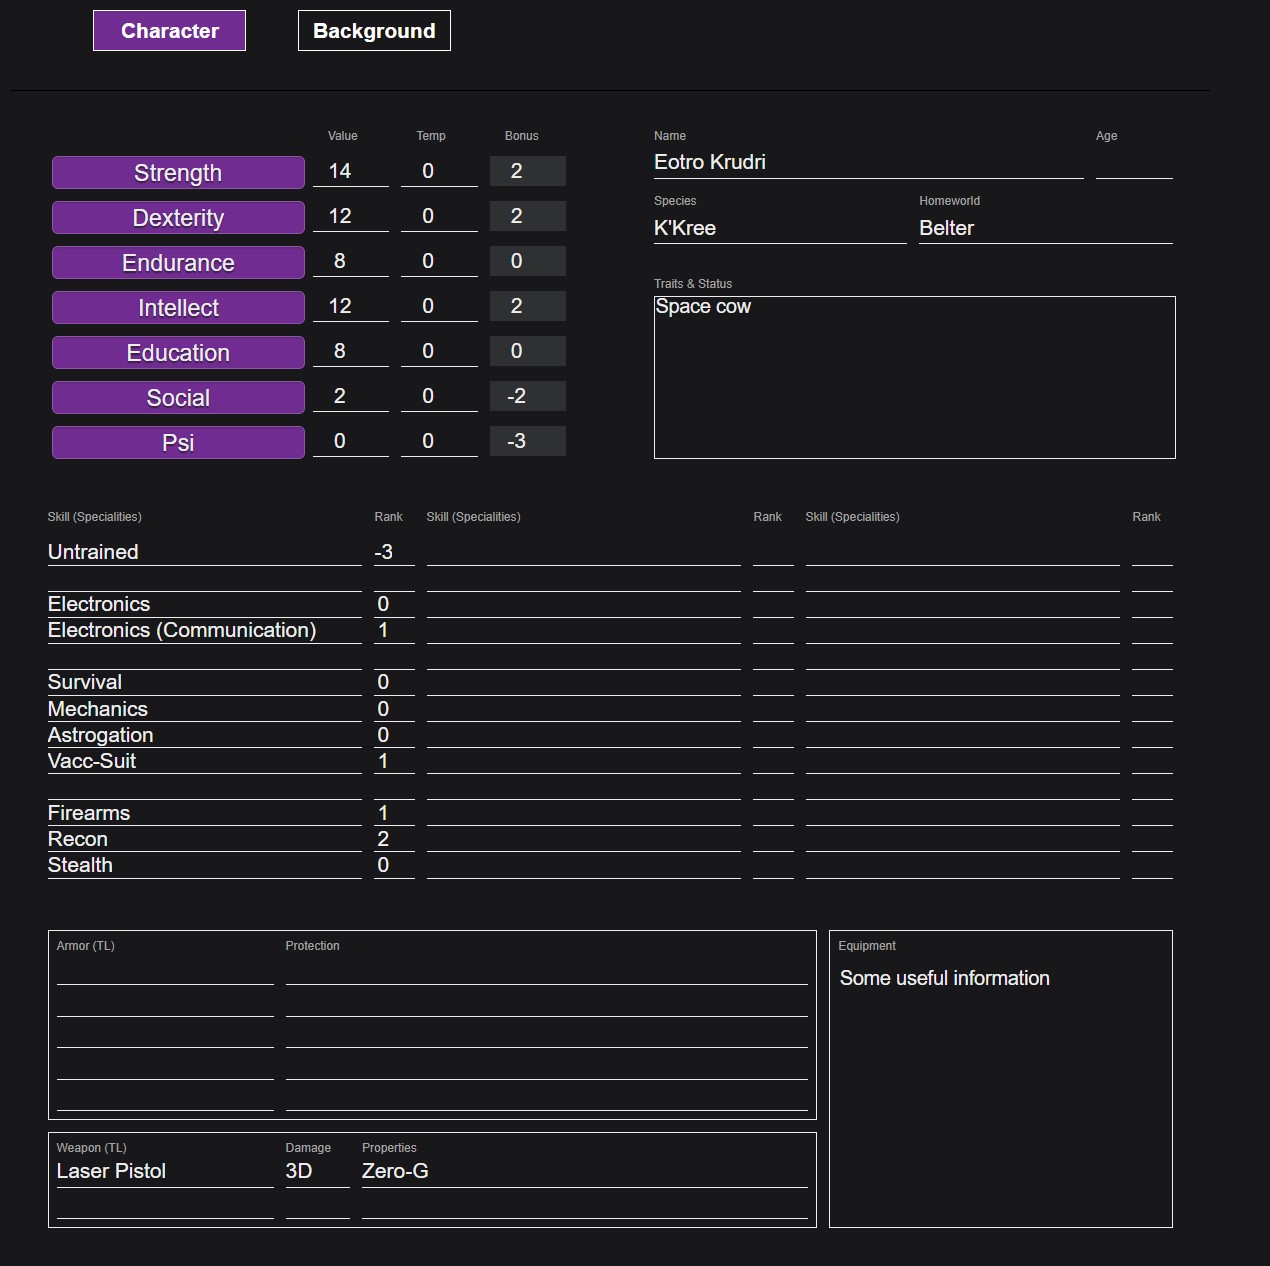 Character Background
Value Temp Bonus
Strength 14 0 2
Dexterity 12 0 2
Endurance 8 0 0
Intellect 12 0 2
Education 8 0 0
Social 2 0 -2
Psi 0 0 -3
Name Age
Eotro Krudri
Species Homeworld
K'Kree Belter
Traits & Status
Space cow
Skill (Specialities) Rank Skill (Specialities) Rank Skill (Specialities) Rank
Untrained -3
Electronics 0
Electronics (Communication) 1
Survival 0
Mechanics 0
Astrogation 0
Vacc-Suit 1
Firearms 1
Recon 2
Stealth 0
Armor (TL) Protection
Equipment
Some useful information
Weapon (TL) Damage Properties
Laser Pistol 3D Zero-G